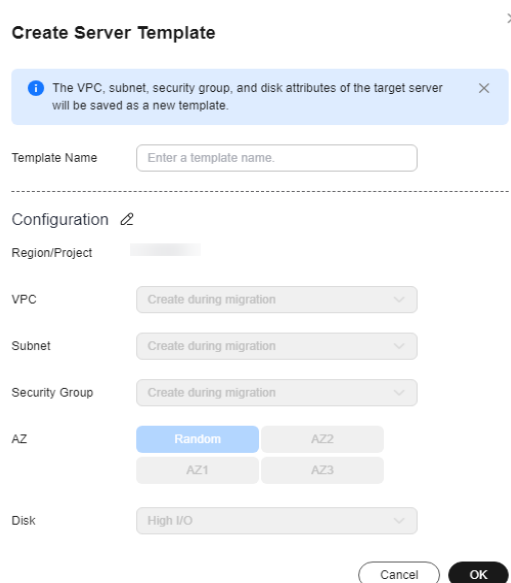 Create Server Template
The VPC, subnet, security group, and disk attributes of the target server
will be saved as a new template.
Template Name
Enter a template name.
Configuration
Region/Project
VPC
Create during migration
Subnet
Create during migration
Security Group
Create during migration
AZ
Random
AZ2
AZ1
AZ3
Disk
High I/O
Cancel
OK